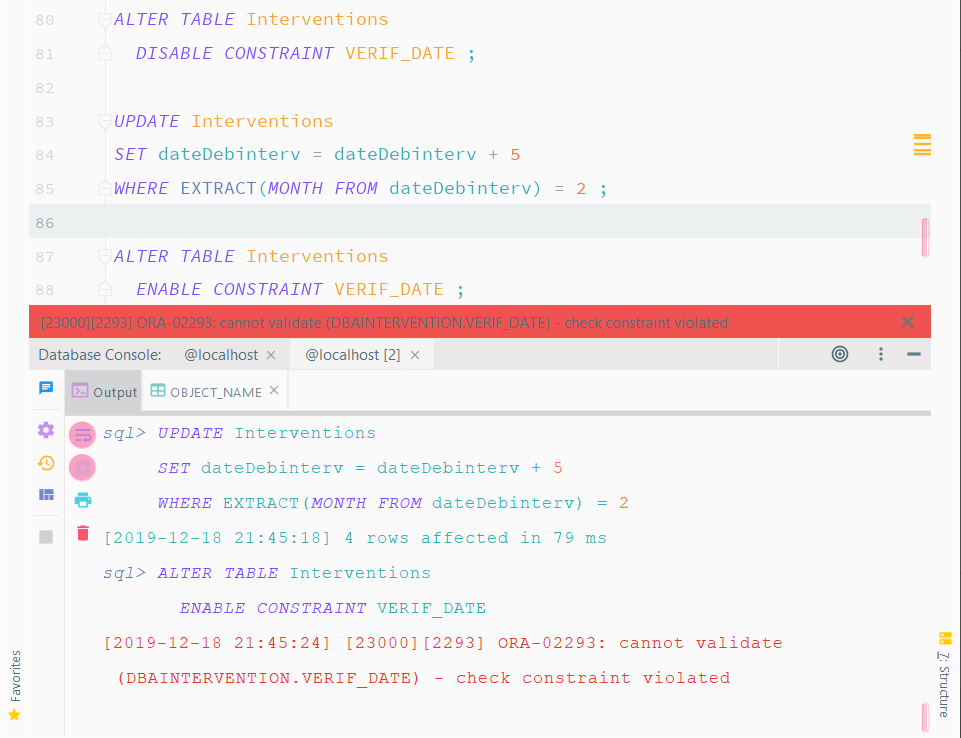 80 ALTER TABLE Interventions
81 DISABLE CONSTRAINT VERIF_DATE ;
82
83 UPDATE Interventions
84 SET dateDebinterv = dateDebinterv + 5
85 WHERE EXTRACT(MONTH FROM dateDebinterv) = 2 ;
86
87 ALTER TABLE Interventions
88 ENABLE CONSTRAINT VERIF_DATE ;
[23000][2293] ORA-02293: cannot validate (DBAINTERVENTION.VERIF_DATE) - check constraint violated
Database Console: @localhost @localhost [2]
Output OBJECT_NAME
sql> UPDATE Interventions
SET dateDebinterv = dateDebinterv + 5
WHERE EXTRACT(MONTH FROM dateDebinterv) = 2
[2019-12-18 21:45:18] 4 rows affected in 79 ms
sql> ALTER TABLE Interventions
ENABLE CONSTRAINT VERIF_DATE
[2019-12-18 21:45:24] [23000][2293] ORA-02293: cannot validate
(DBAINTERVENTION.VERIF_DATE) - check constraint violated
Favorites
7: Structure